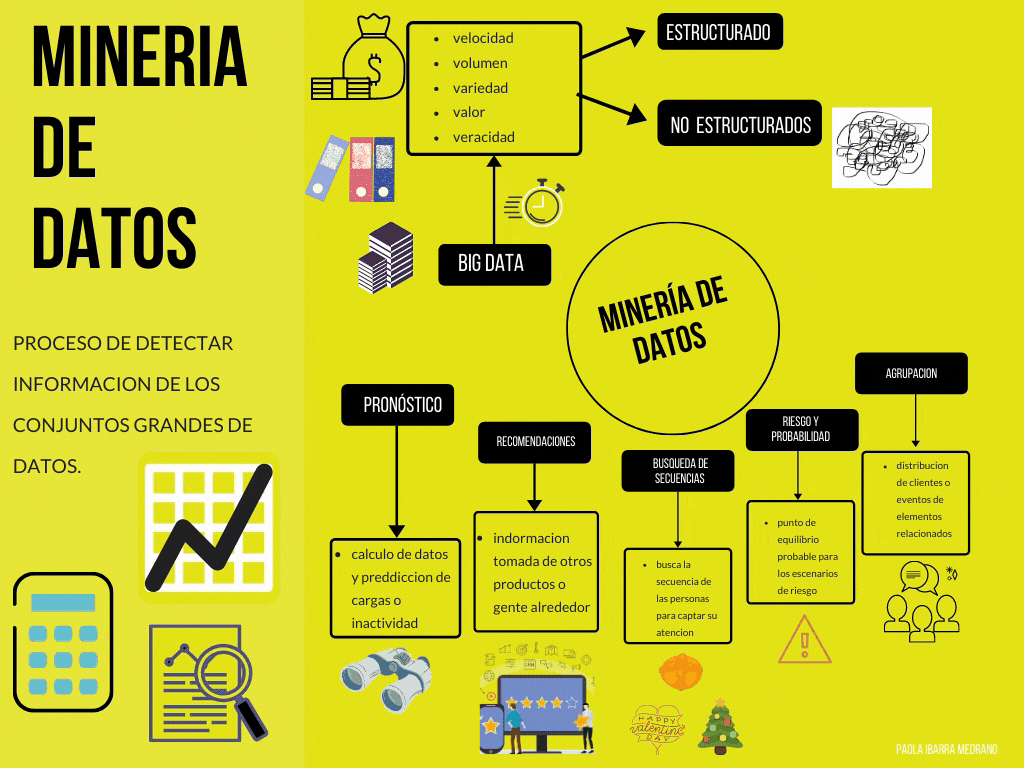 MINERIA
DE
DATOS
PROCESO DE DETECTAR
INFORMACION DE LOS
CONJUNTOS GRANDES DE
DATOS.
• velocidad
• volumen
• variedad
• valor
• veracidad
ESTRUCTURADO
NO ESTRUCTURADOS
BIG DATA
MINERÍA DE
DATOS
PRONÓSTICO
• calculo de datos
y preddiccion de
cargas o
inactividad
RECOMENDACIONES
• indormacion
tomada de otros
productos o
gente alrededor
BUSQUEDA DE
SECUENCIAS
• busca la
secuencia de
las personas
para captar su
atencion
RIESGO Y
PROBABILIDAD
• punto de
equilibrio
probable para
los escenarios
de riesgo
AGRUPACION
• distribucion
de clientes o
eventos de
elementos
relacionados
HAPPY
valentine
DAY
PAOLA IBARRA MEDRANO